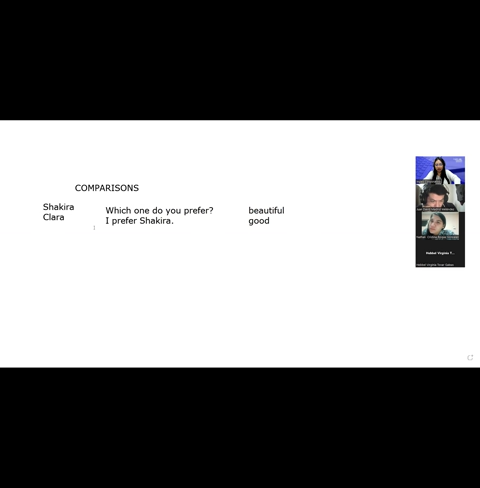 COMPARISONS
Shakira
Clara
Which one do you prefer?
I prefer Shakira.
beautiful
good